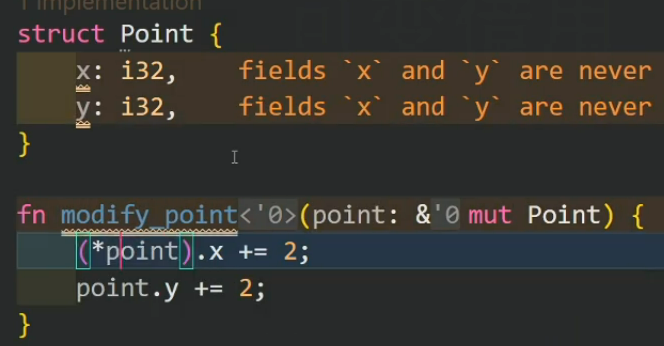 1 implementation
struct Point {
x: i32, fields `x` and `y` are never
y: i32, fields `x` and `y` are never
}
fn modify_point<'0>(point: &'0 mut Point) {
(*point).x += 2;
point.y += 2;
}